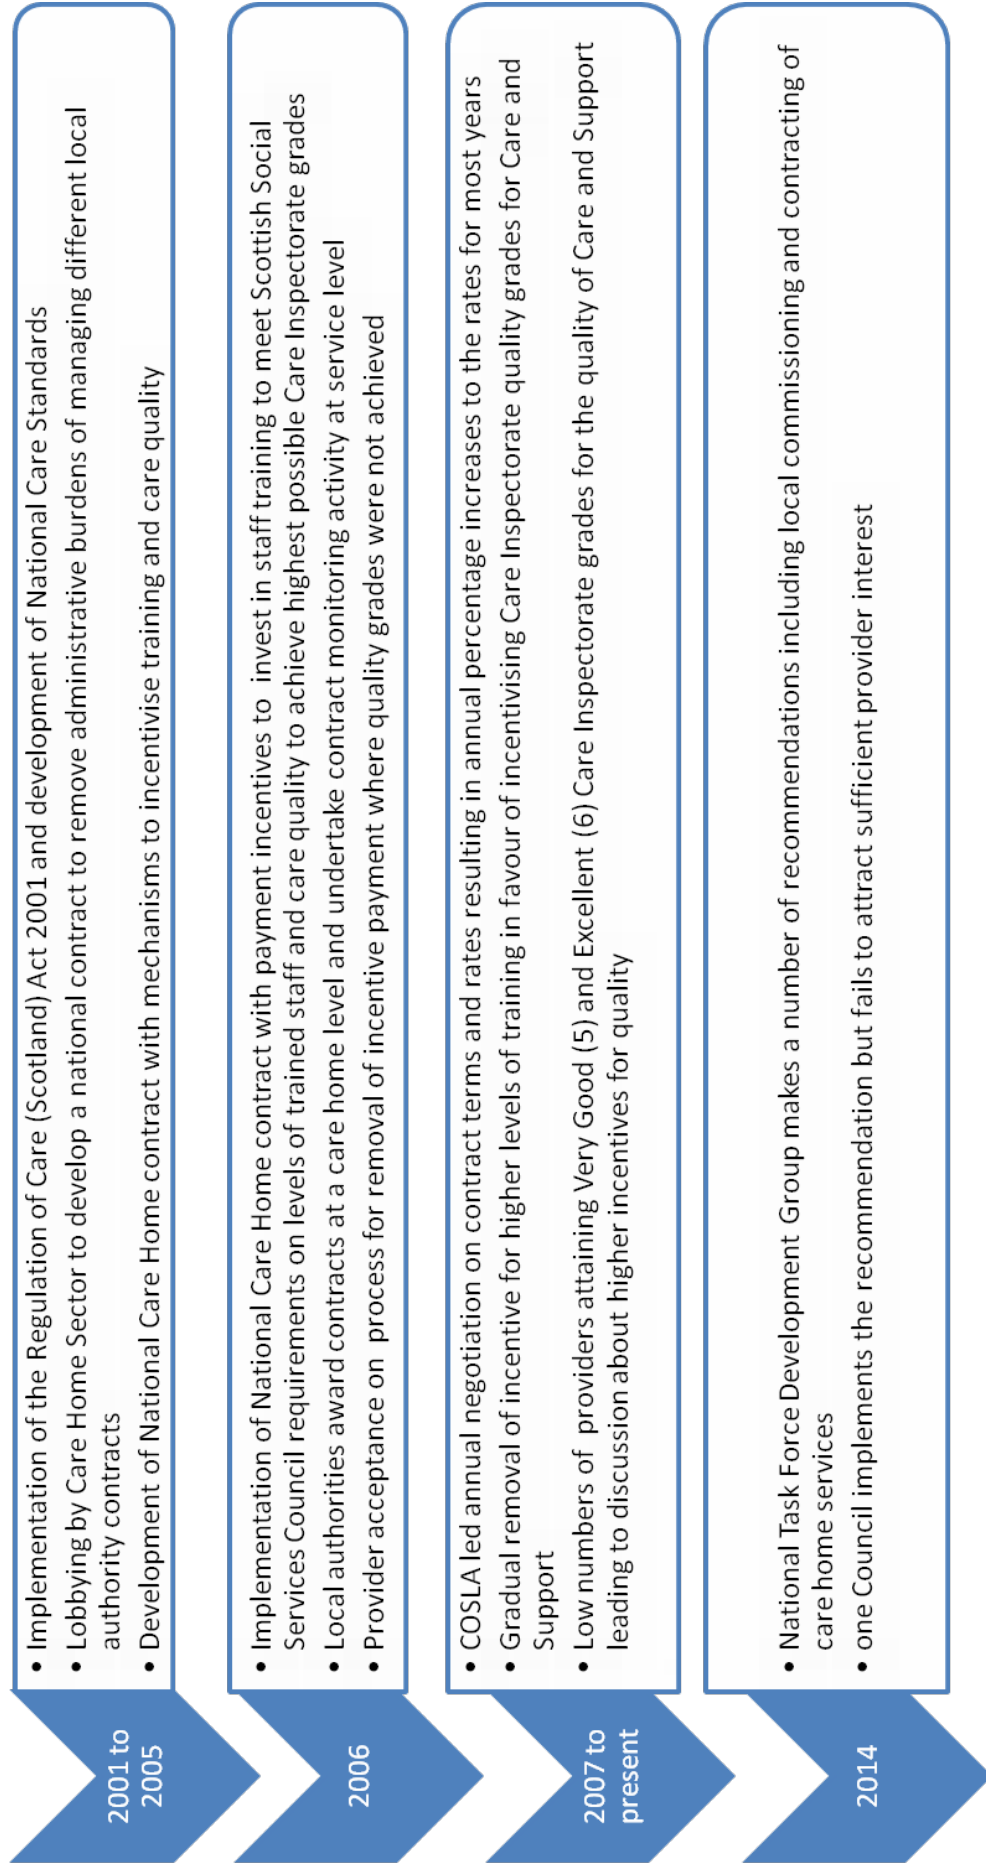 2001 to
2005
• Implementation of the Regulation of Care (Scotland) Act 2001 and development of National Care Standards
• Lobbying by Care Home Sector to develop a national contract to remove administrative burdens of managing different local
authority contracts
• Development of National Care Home contract with mechanisms to incentivise training and care quality
2006
• Implementation of National Care Home contract with payment incentives to invest in staff training to meet Scottish Social
Services Council requirements on levels of trained staff and care quality to achieve highest possible Care Inspectorate grades
• Local authorities award contracts at a care home level and undertake contract monitoring activity at service level
• Provider acceptance on process for removal of incentive payment where quality grades were not achieved
2007 to
present
• COSLA led annual negotiation on contract terms and rates resulting in annual percentage increases to the rates for most years
• Gradual removal of incentive for higher levels of training in favour of incentivising Care Inspectorate quality grades for Care and
Support
• Low numbers of providers attaining Very Good (5) and Excellent (6) Care Inspectorate grades for the quality of Care and Support
leading to discussion about higher incentives for quality
2014
• National Task Force Development Group makes a number of recommendations including local commissioning and contracting of
care home services
• one Council implements the recommendation but fails to attract sufficient provider interest